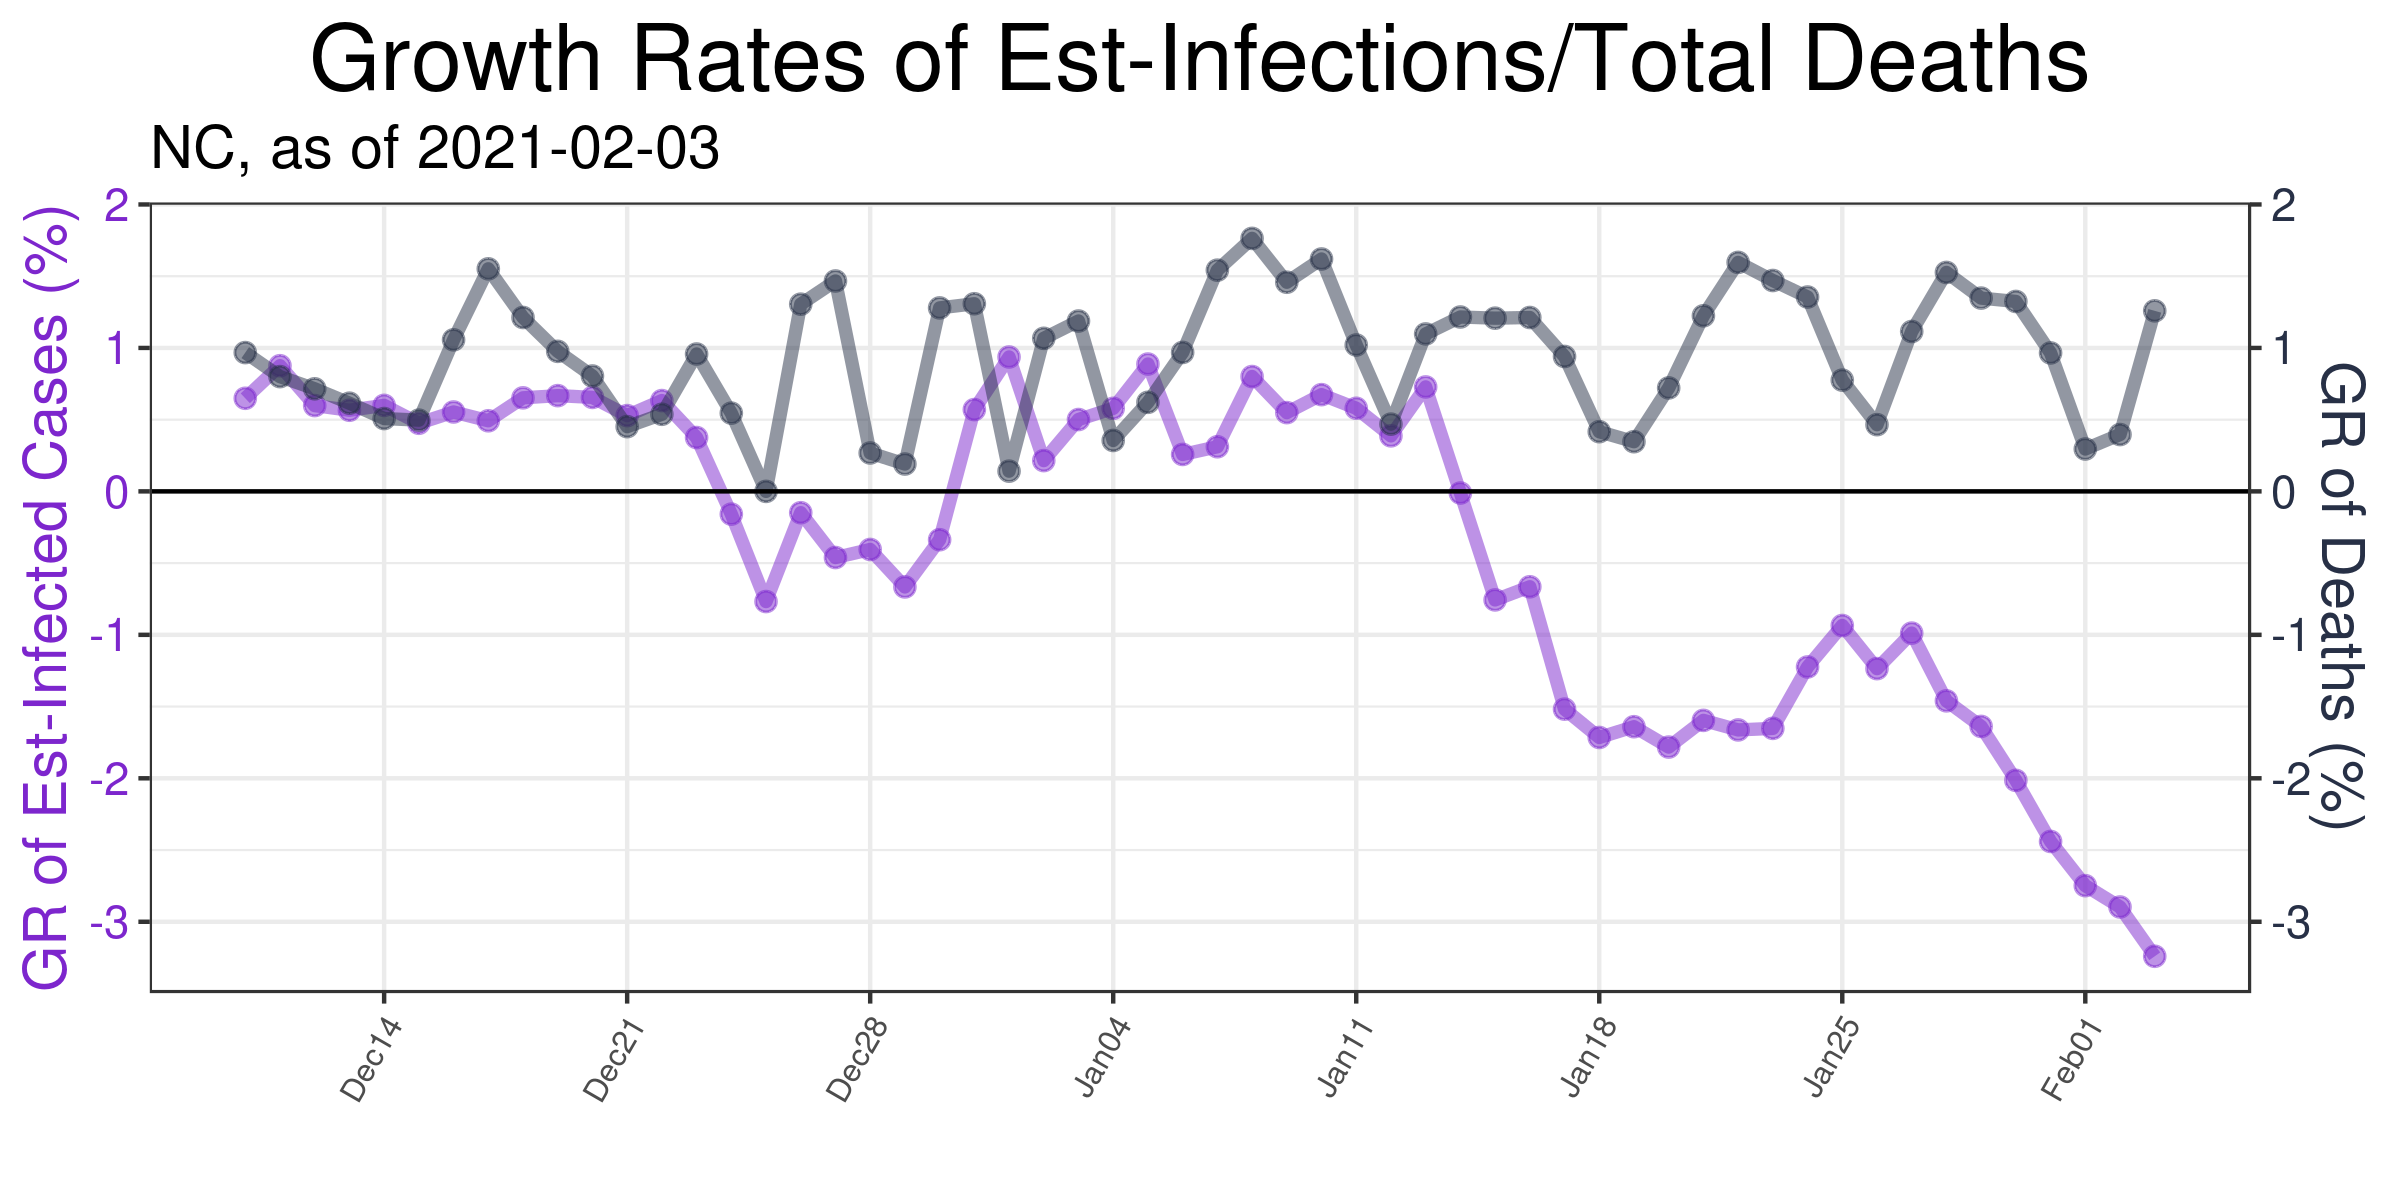 Growth Rates of Est-Infections/Total Deaths
NC, as of 2021-02-03
GR of Est-Infected Cases (%)
2
1
0
-1
-2
-3
2
1
0
-1
-2
-3
GR of Deaths (%)
Dec14
Dec21
Dec28
Jan04
Jan11
Jan18
Jan25
Feb01